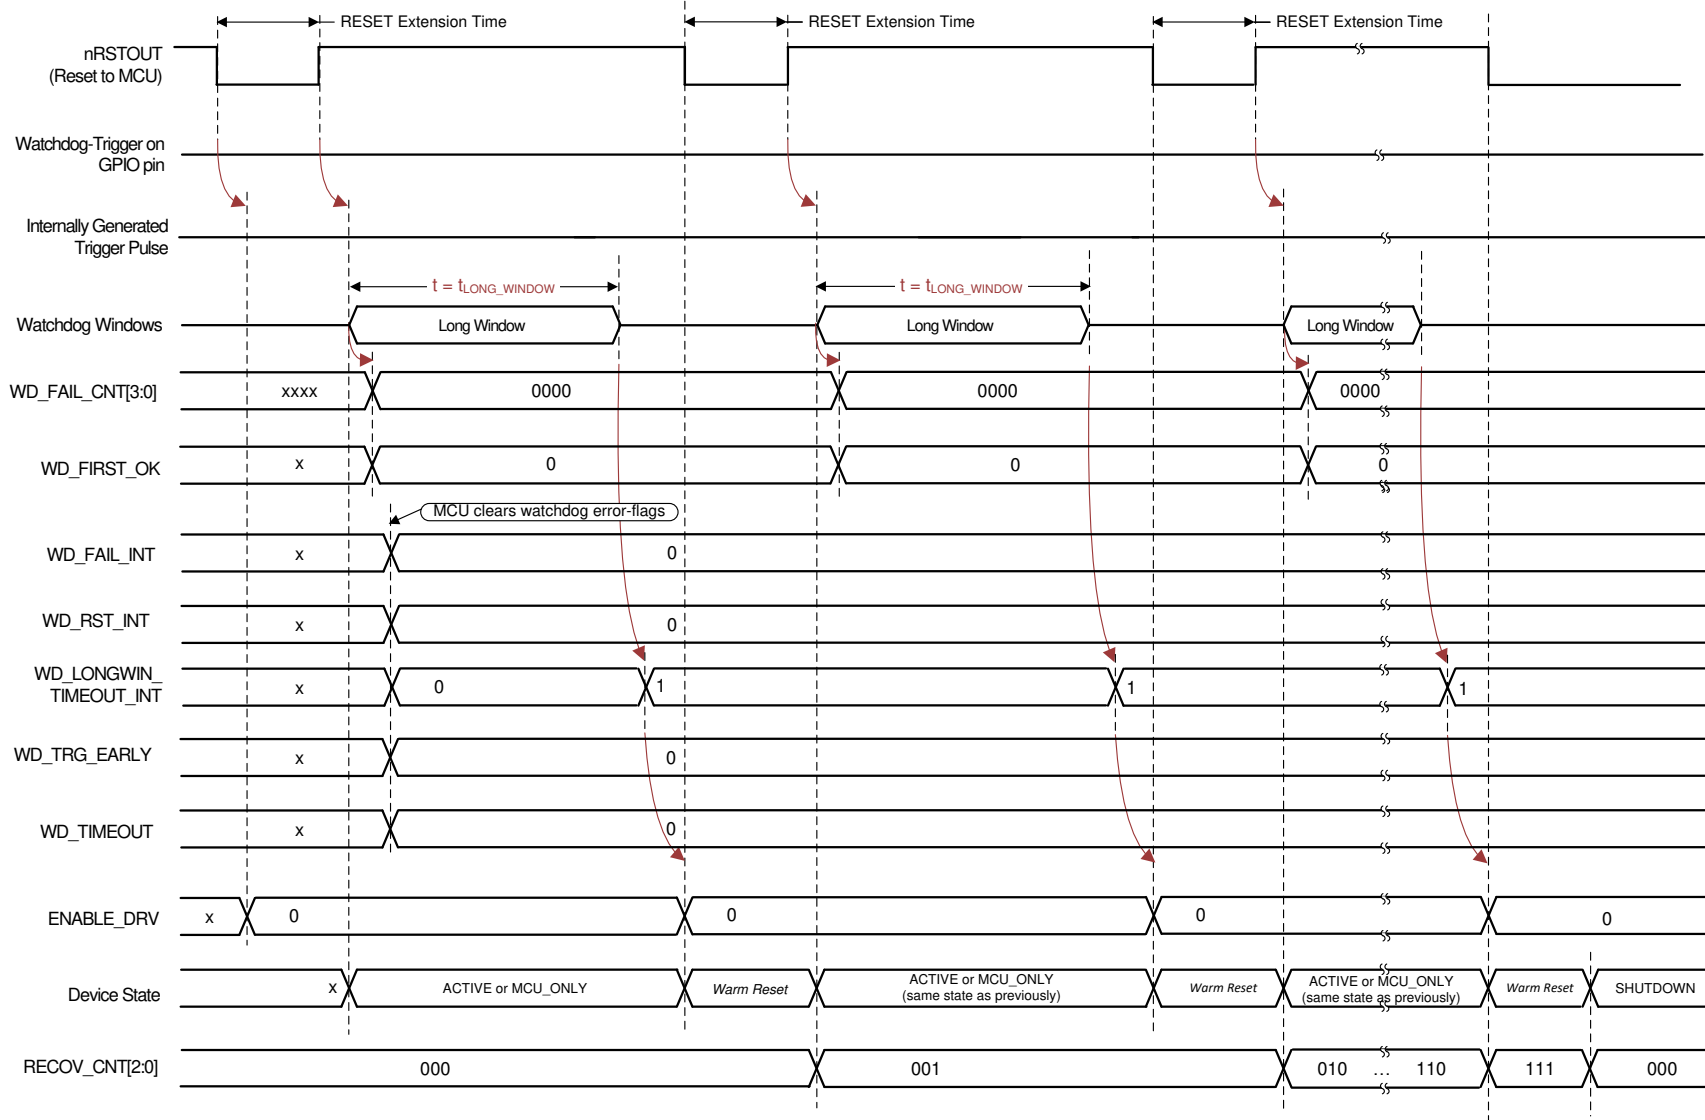 RESET Extension Time
RESET Extension Time
RESET Extension Time
nRSTOUT
(Reset to MCU)
Watchdog-Trigger on
GPIO pin
Internally Generated
Trigger Pulse
t = tLONG_WINDOW
t = tLONG_WINDOW
Watchdog Windows
Long Window
Long Window
Long Window
WD_FAIL_CNT[3:0]
xxxx
0000
0000
0000
WD_FIRST_OK
x
0
0
0
MCU clears watchdog error-flags
WD_FAIL_INT
x
0
WD_RST_INT
x
0
WD_LONGWIN_
TIMEOUT_INT
x
0
1
1
1
WD_TRG_EARLY
x
0
WD_TIMEOUT
x
0
ENABLE_DRV
x
0
0
0
0
Device State
x
ACTIVE or MCU_ONLY
Warm Reset
ACTIVE or MCU_ONLY
(same state as previously)
Warm Reset
ACTIVE or MCU_ONLY
(same state as previously)
Warm Reset
SHUTDOWN
RECOV_CNT[2:0]
000
001
010 ... 110
111
000